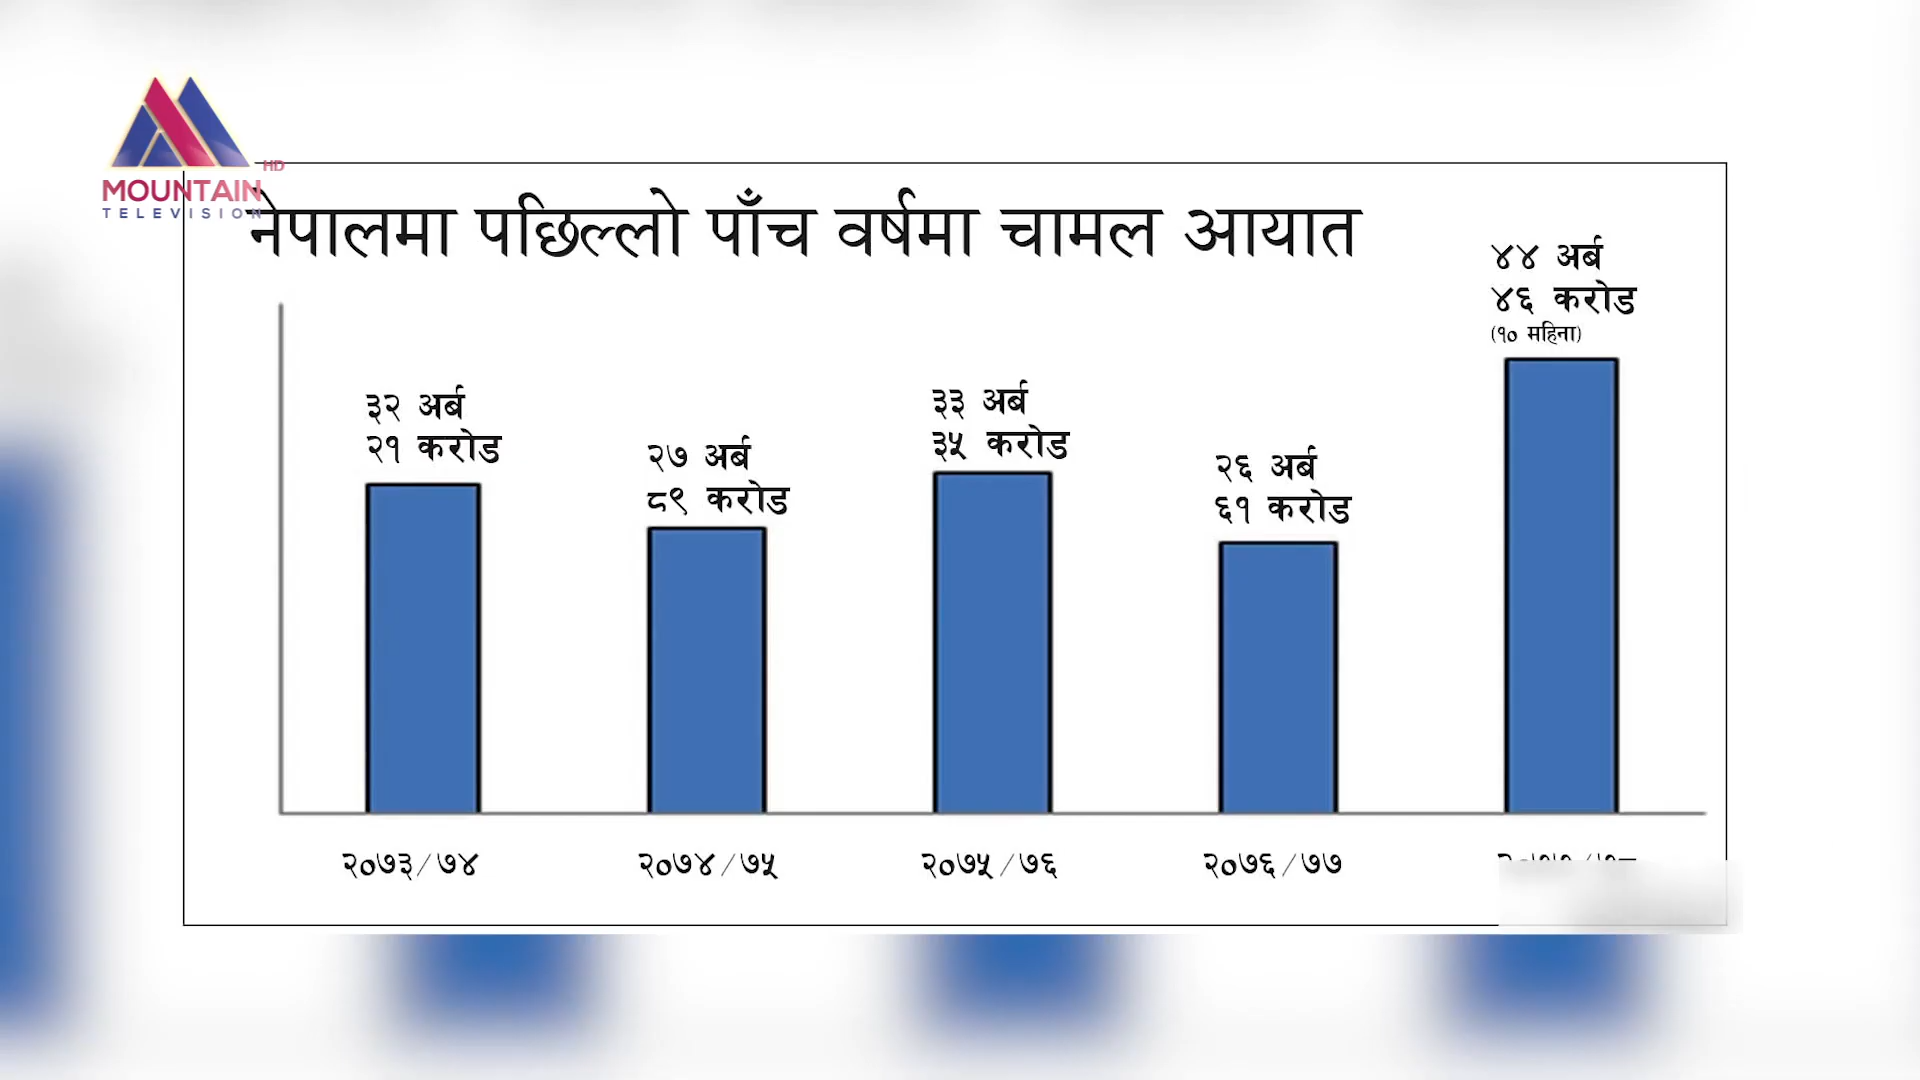 MOUNTAIN HD
TELEVISION
नेपालमा पछिल्लो पाँच वर्षमा चामल आयात
३२ अर्ब
२१ करोड
२७ अर्ब
८९ करोड
३३ अर्ब
३५ करोड
२६ अर्ब
६१ करोड
४४ अर्ब
४६ करोड
(१० महिना)
२०७३/७४
२०७४/७५
२०७५/७६
२०७६/७७